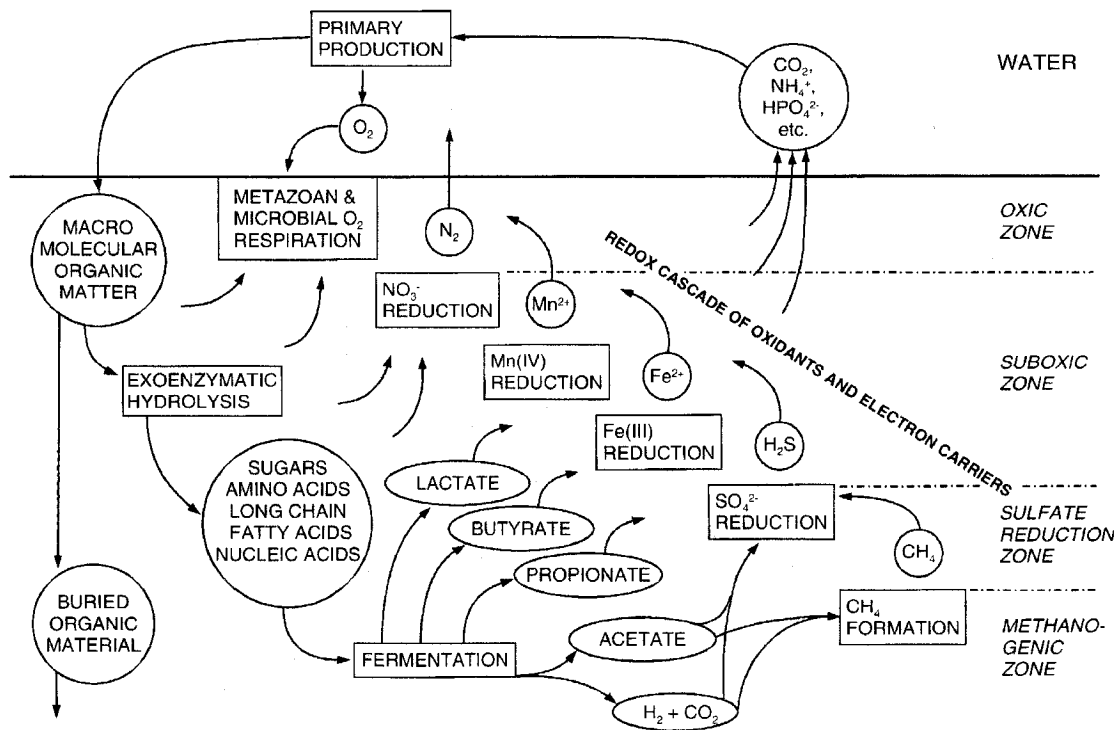 PRIMARY
PRODUCTION
WATER
CO₂,
NH₄⁺,
HPO₄²⁻,
etc.
O₂
METAZOAN &
MICROBIAL O₂
RESPIRATION
N₂
OXIC
ZONE
MACRO
MOLECULAR
ORGANIC
MATTER
REDOX CASCADE OF OXIDANTS AND ELECTRON CARRIERS
NO₃⁻
REDUCTION
Mn²⁺
Mn(IV)
REDUCTION
Fe²⁺
SUBOXIC
ZONE
EXOENZYMATIC
HYDROLYSIS
Fe(III)
REDUCTION
H₂S
SUGARS
AMINO ACIDS
LONG CHAIN
FATTY ACIDS
NUCLEIC ACIDS
LACTATE
BUTYRATE
PROPIONATE
SO₄²⁻
REDUCTION
CH₄
SULFATE
REDUCTION
ZONE
BURIED
ORGANIC
MATERIAL
FERMENTATION
ACETATE
H₂ + CO₂
CH₄
FORMATION
METHANO-
GENIC
ZONE